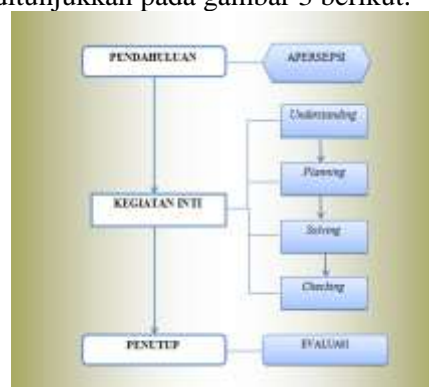 ditunjukkan pada gambar 3 berikut.
PENDAHULUAN
APERSEPSI
Understanding
Planning
KEGIATAN INTI
Solving
Checking
PENUTUP
EVALUASI